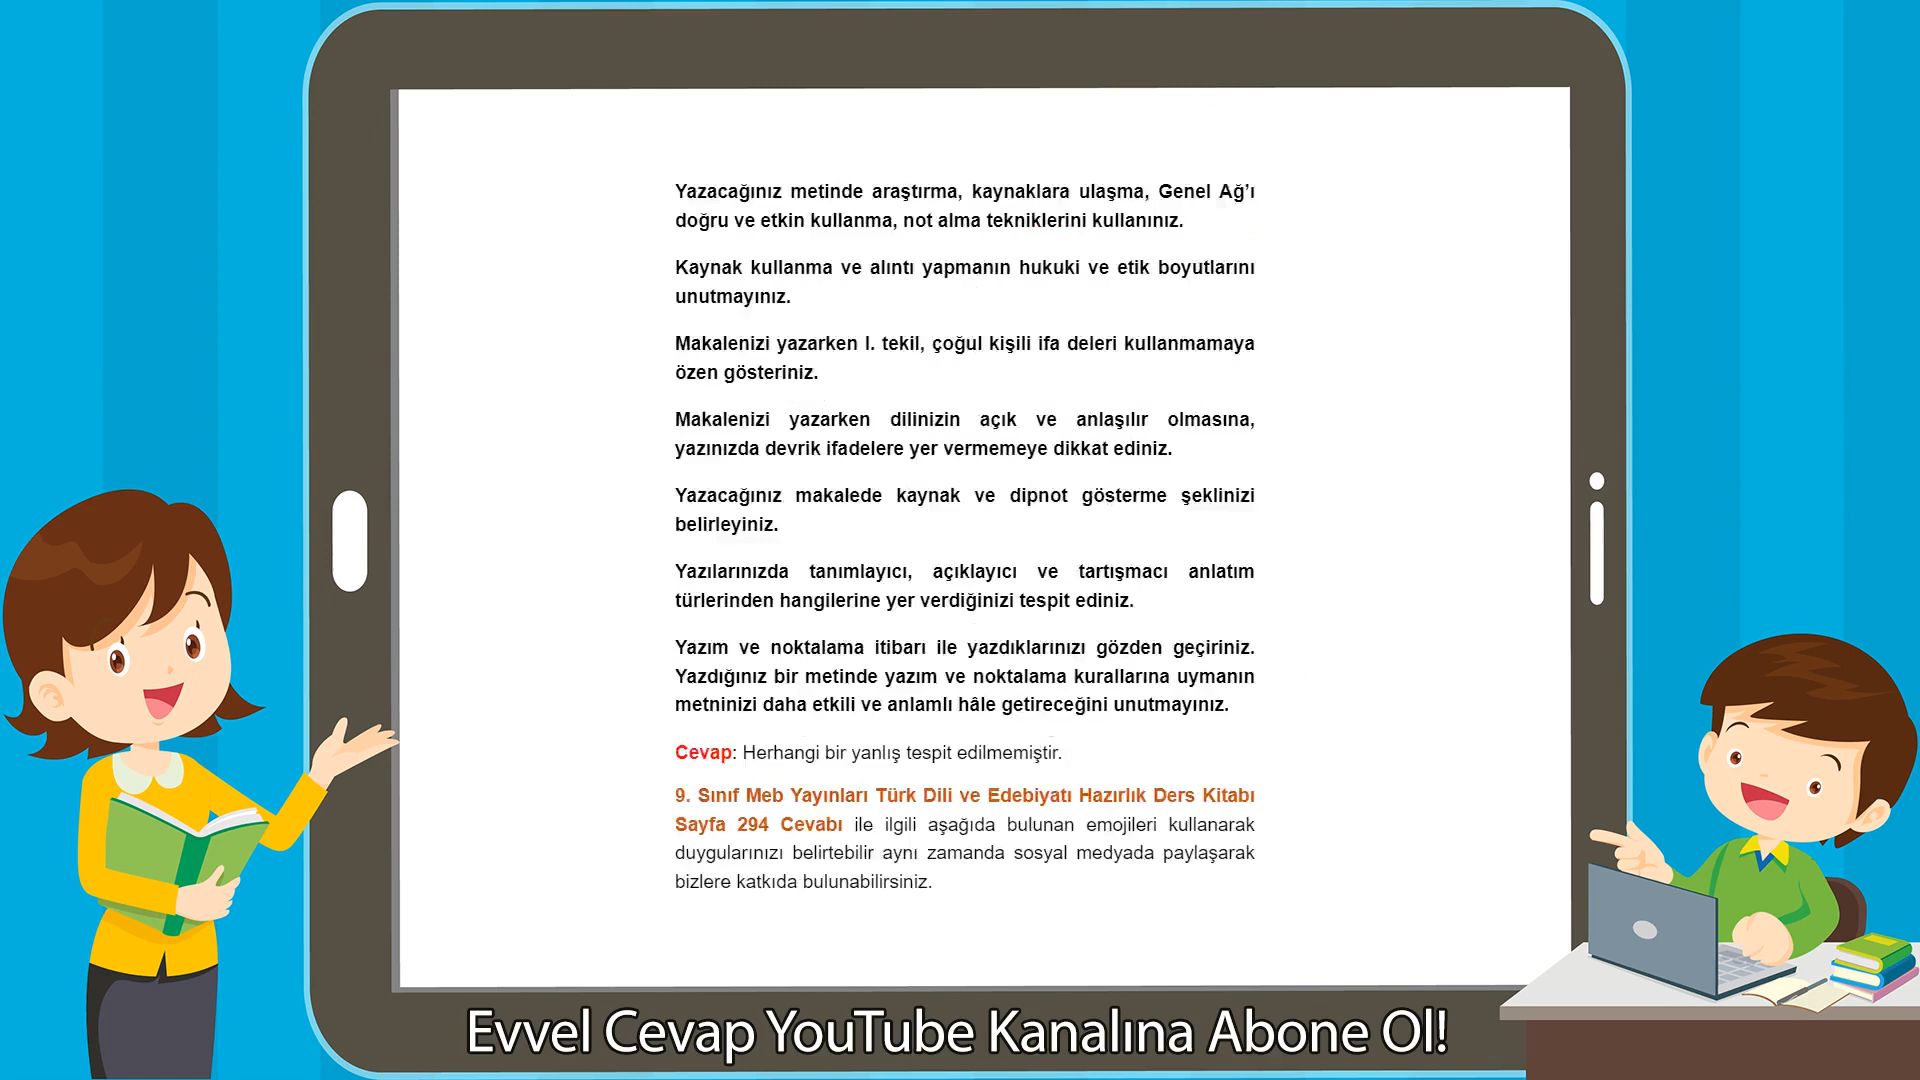 Yazacağınız metinde araştırma, kaynaklara ulaşma, Genel Ağ’ı
doğru ve etkin kullanma, not alma tekniklerini kullanınız.
Kaynak kullanma ve alıntı yapmanın hukuki ve etik boyutlarını
unutmayınız.
Makalenizi yazarken I. tekil, çoğul kişili ifa deleri kullanmamaya
özen gösteriniz.
Makalenizi yazarken dilinizin açık ve anlaşılır olmasına,
yazınızda devrik ifadelere yer vermemeye dikkat ediniz.
Yazacağınız makalede kaynak ve dipnot gösterme şeklinizi
belirleyiniz.
Yazılarınızda tanımlayıcı, açıklayıcı ve tartışmacı anlatım
türlerinden hangilerine yer verdiğinizi tespit ediniz.
Yazım ve noktalama itibarı ile yazdıklarınızı gözden geçiriniz.
Yazdığınız bir metinde yazım ve noktalama kurallarına uymanın
metninizi daha etkili ve anlamlı hâle getireceğini unutmayınız.
Cevap: Herhangi bir yanlış tespit edilmemiştir.
9. Sınıf Meb Yayınları Türk Dili ve Edebiyatı Hazırlık Ders Kitabı
Sayfa 294 Cevabı ile ilgili aşağıda bulunan emojileri kullanarak
duygularınızı belirtebilir aynı zamanda sosyal medyada paylaşarak
bizlere katkıda bulunabilirsiniz.
Evvel Cevap YouTube Kanalına Abone Ol!